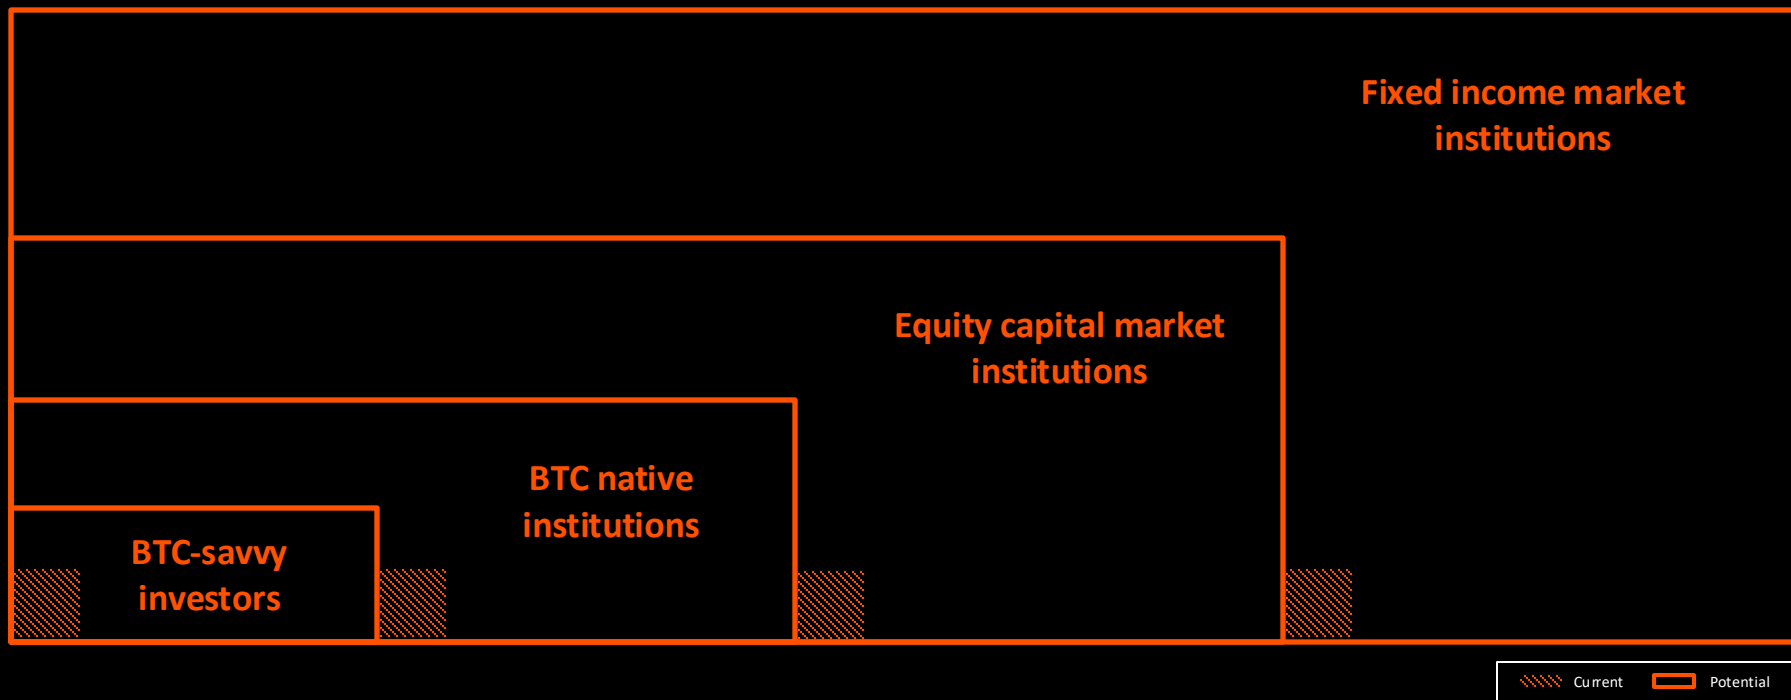 Fixed income market
institutions
Equity capital market
institutions
BTC native
institutions
BTC-savvy
investors
Current
Potential